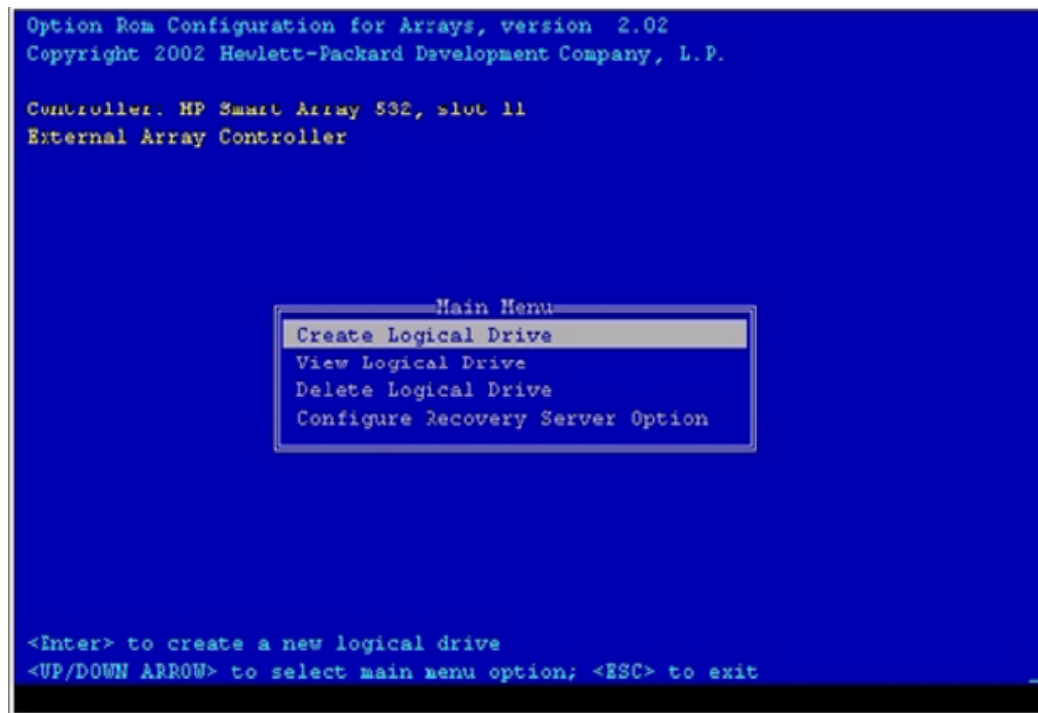 Option Rom Configuration for Arrays, version 2.02
Copyright 2002 Hewlett-Packard Development Company, L.P.
Controller: HP Smart Array 532, slot 11
External Array Controller
Main Menu
Create Logical Drive
View Logical Drive
Delete Logical Drive
Configure Recovery Server Option
<Enter> to create a new logical drive
<UP/DOWN ARROW> to select main menu option; <ESC> to exit